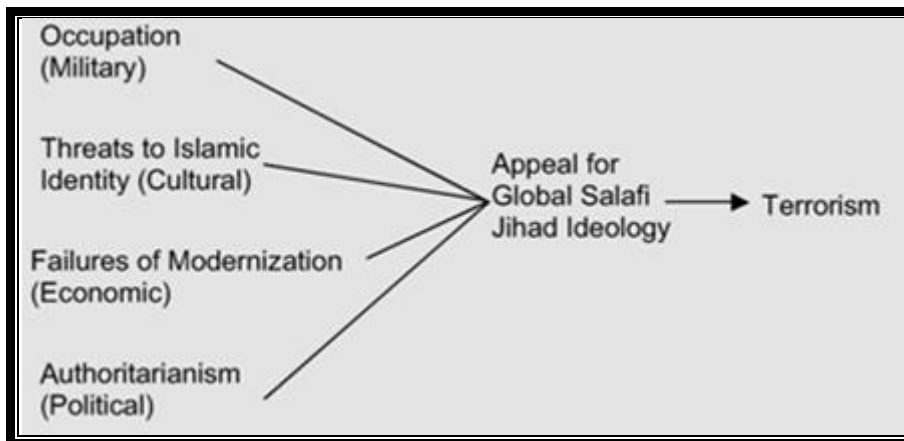 Occupation
(Military)
Threats to Islamic
Identity (Cultural)
Failures of Modernization
(Economic)
Authoritarianism
(Political)
Appeal for
Global Salafi
Jihad Ideology
Terrorism